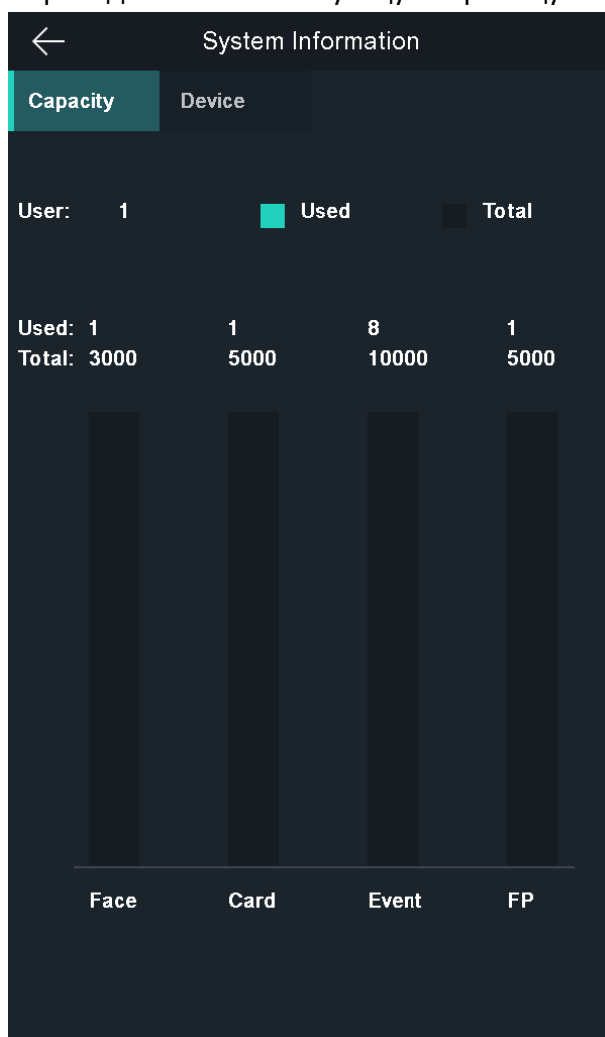 System Information
Capacity Device
User: 1 Used Total
Used: 1 1 8 1
Total: 3000 5000 10000 5000
Face Card Event FP